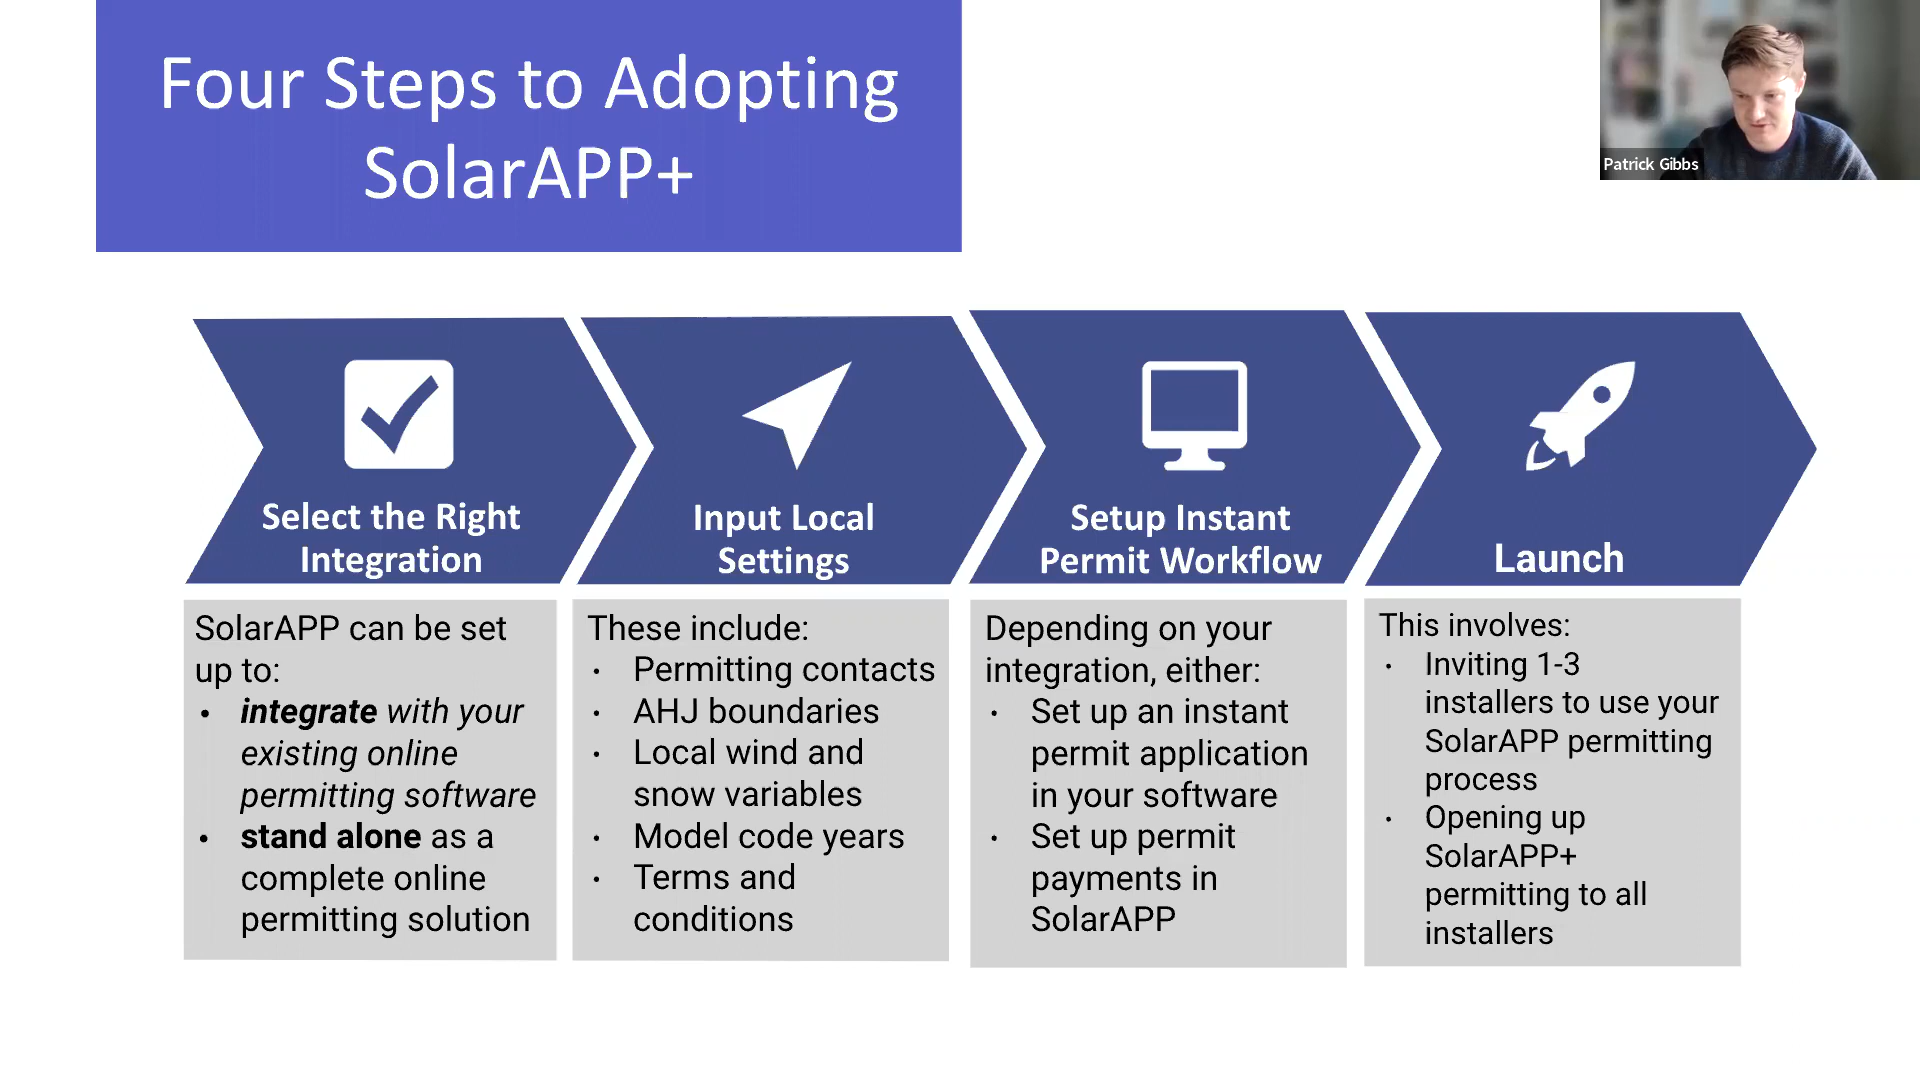 Four Steps to Adopting
SolarAPP+
Patrick Gibbs
Select the Right
Integration
SolarAPP can be set
up to:
• integrate with your
existing online
permitting software
• stand alone as a
complete online
permitting solution
Input Local
Settings
These include:
• Permitting contacts
• AHJ boundaries
• Local wind and
snow variables
• Model code years
• Terms and
conditions
Setup Instant
Permit Workflow
Depending on your
integration, either:
• Set up an instant
permit application
in your software
• Set up permit
payments in
SolarAPP
Launch
This involves:
• Inviting 1-3
installers to use your
SolarAPP permitting
process
• Opening up
SolarAPP+
permitting to all
installers